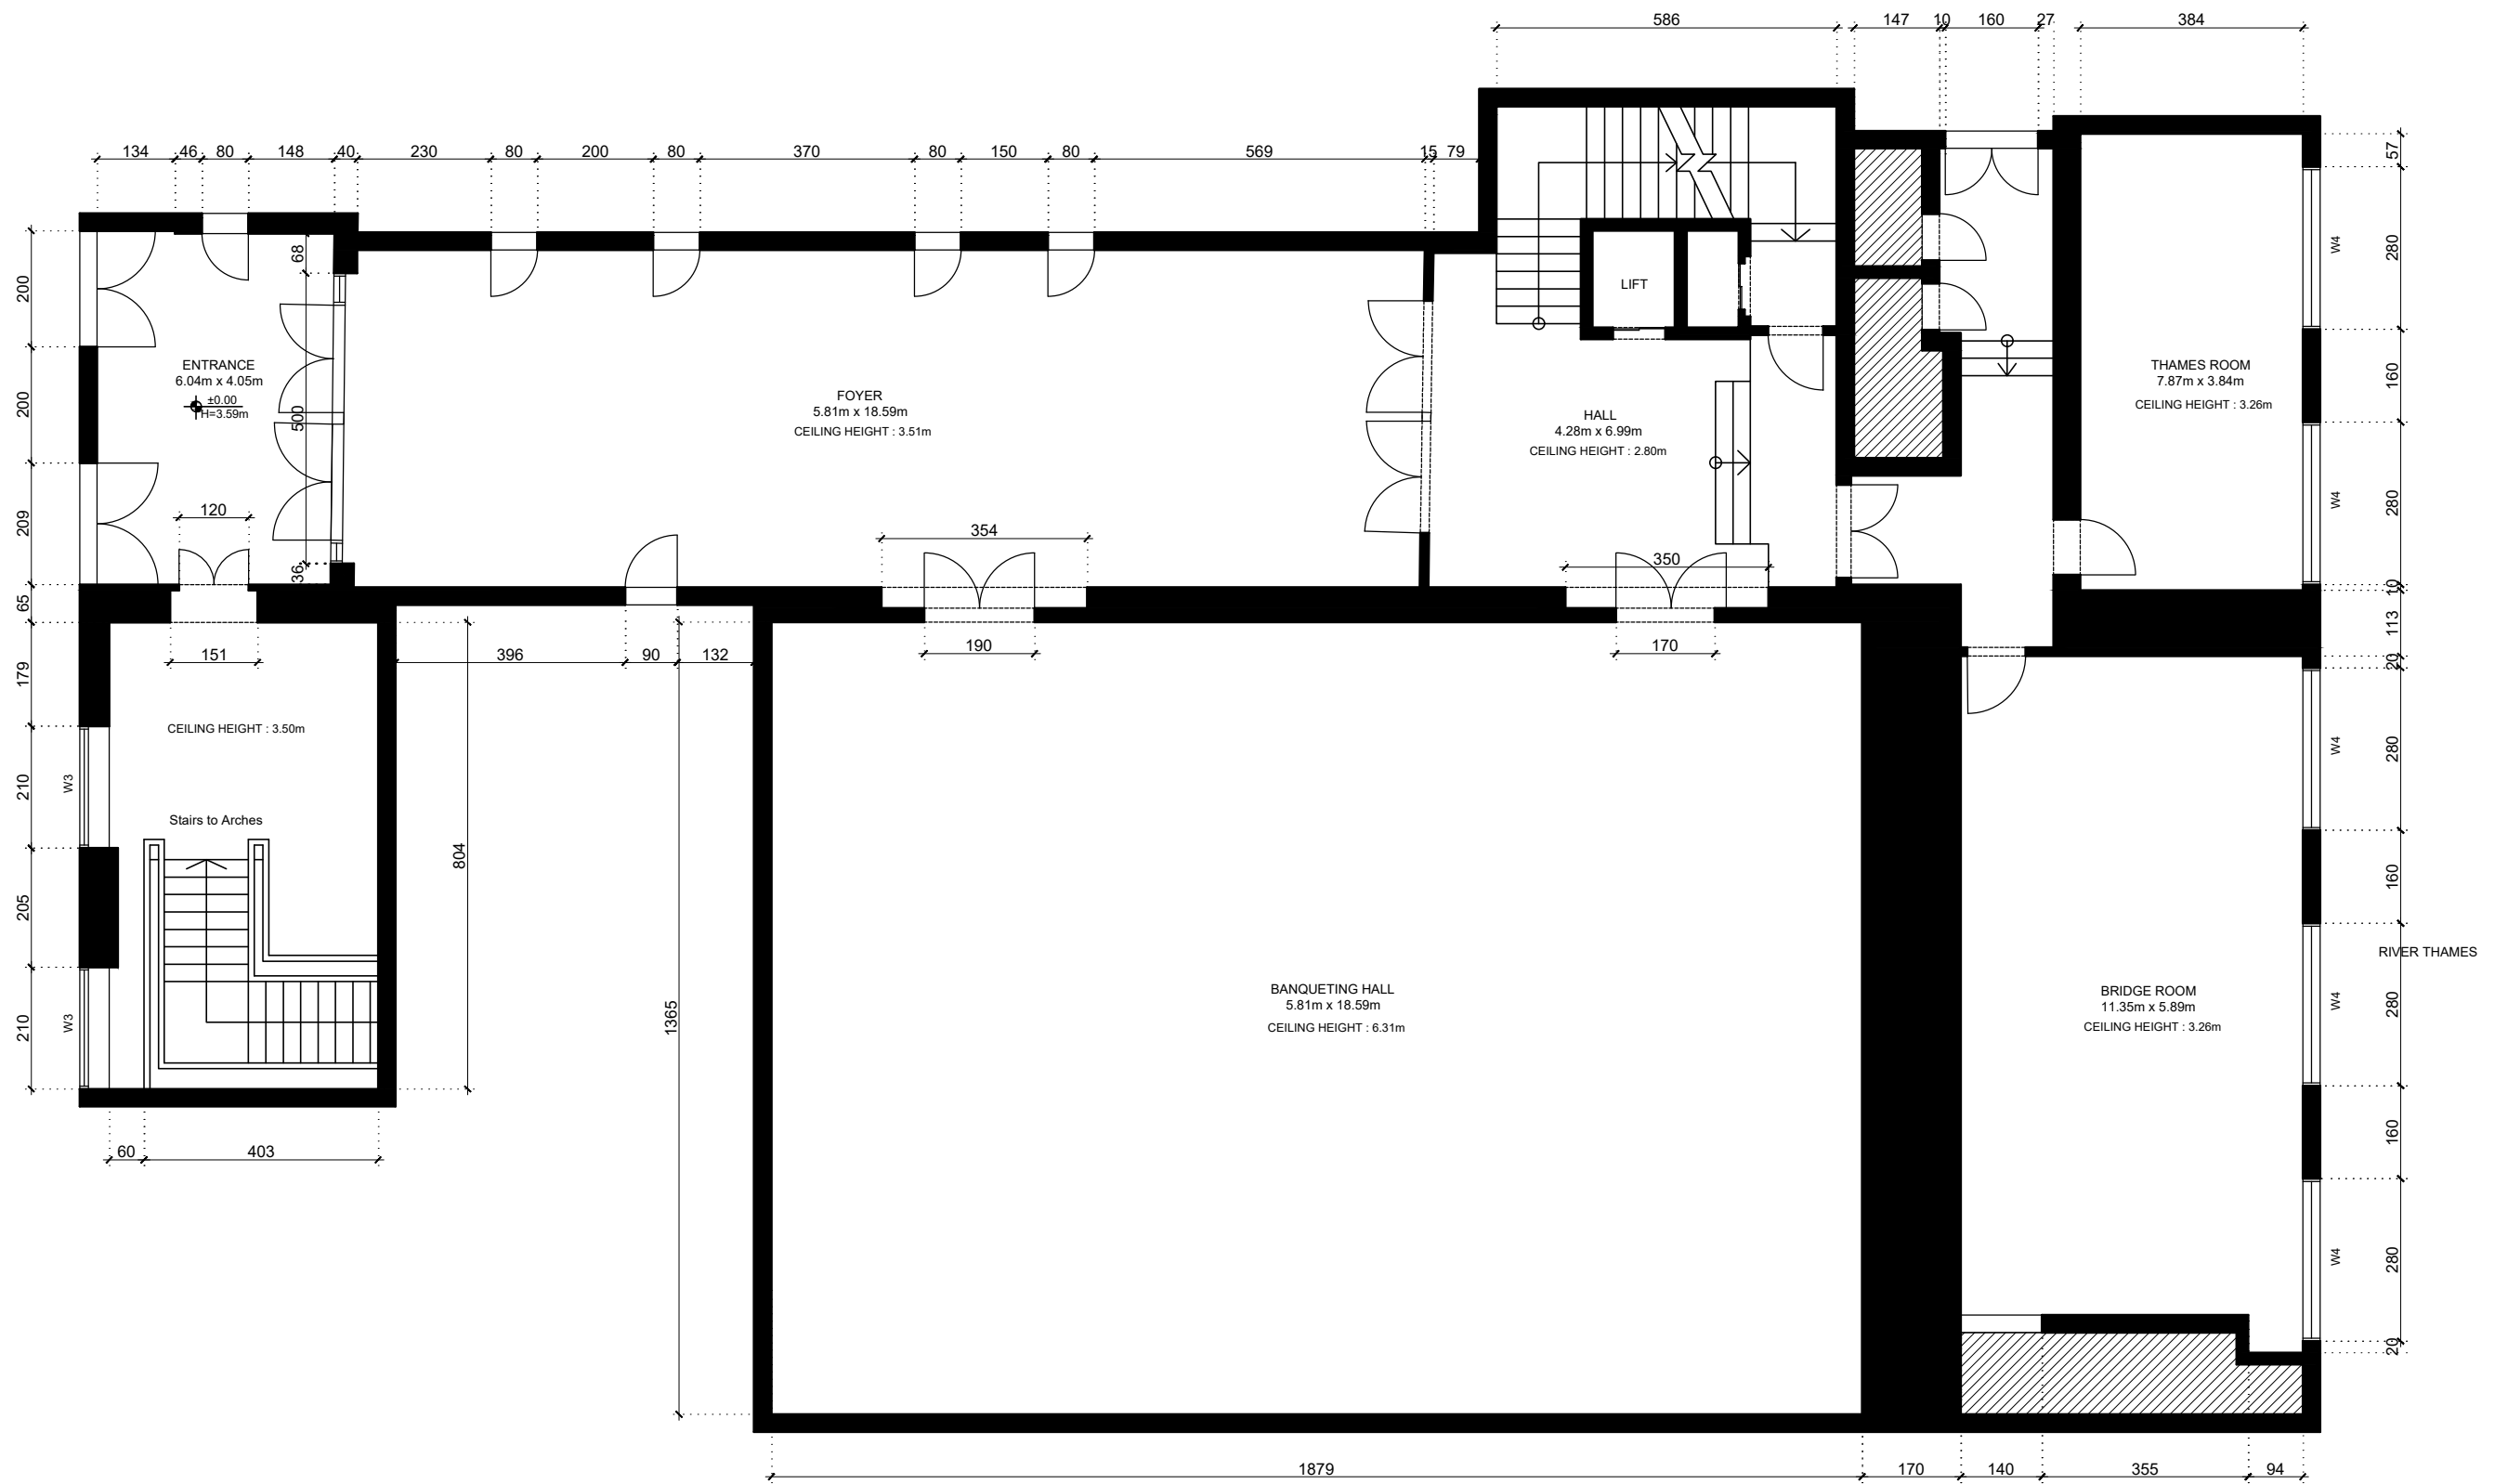 586
147
10
160
27
384
134
46
80
148
40
230
80
200
80
370
80
150
80
569
15
79
57
280
160
280
10
113
20
280
160
280
160
280
20
W4
W4
W4
W4
W4
RIVER THAMES
200
200
209
65
179
210
205
210
W3
W3
68
500
36
ENTRANCE
6.04m x 4.05m
±0.00
H=3.59m
120
151
FOYER
5.81m x 18.59m
CEILING HEIGHT : 3.51m
354
190
LIFT
HALL
4.28m x 6.99m
CEILING HEIGHT : 2.80m
350
170
THAMES ROOM
7.87m x 3.84m
CEILING HEIGHT : 3.26m
396
90
132
CEILING HEIGHT : 3.50m
Stairs to Arches
804
1365
BANQUETING HALL
5.81m x 18.59m
CEILING HEIGHT : 6.31m
BRIDGE ROOM
11.35m x 5.89m
CEILING HEIGHT : 3.26m
60
403
1879
170
140
355
94